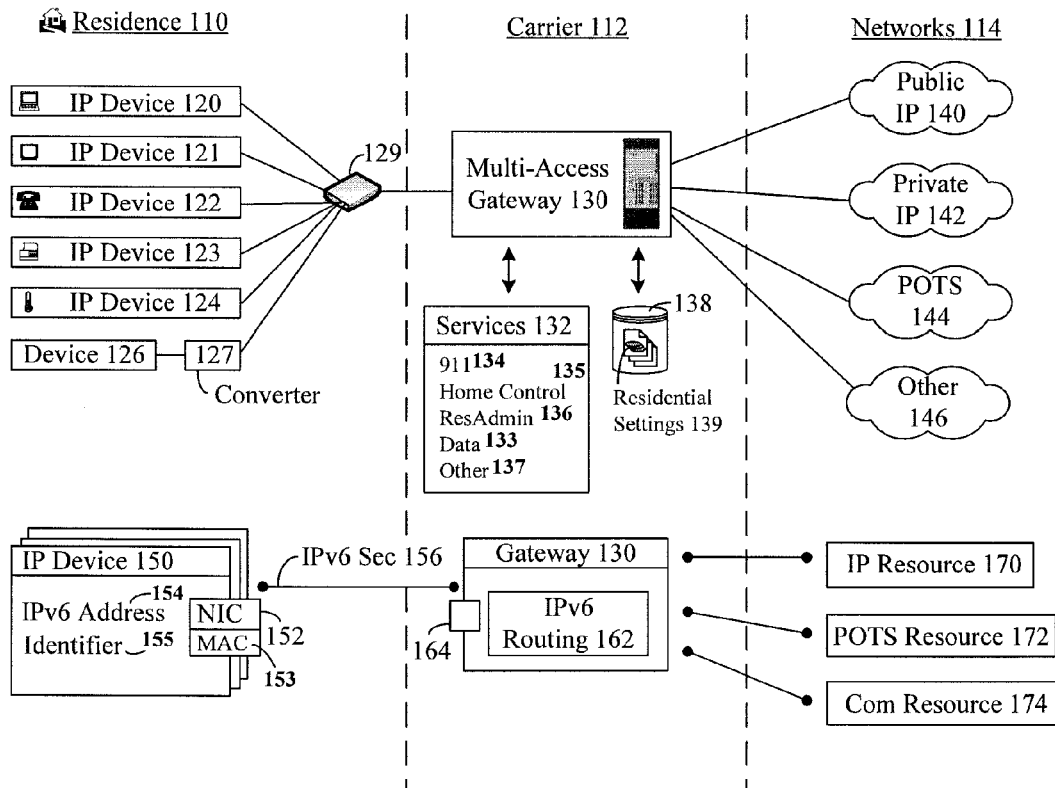 Residence 110
Carrier 112
Networks 114
IP Device 120
IP Device 121
IP Device 122
IP Device 123
IP Device 124
Device 126
127
Converter
129
Multi-Access
Gateway 130
Public
IP 140
Private
IP 142
POTS
144
Other
146
Services 132
911 134
135
Home Control
ResAdmin 136
Data 133
Other 137
138
Residential
Settings 139
IP Device 150
154
IPv6 Address
Identifier 155
NIC
152
MAC
153
IPv6 Sec 156
Gateway 130
IPv6
Routing 162
164
IP Resource 170
POTS Resource 172
Com Resource 174